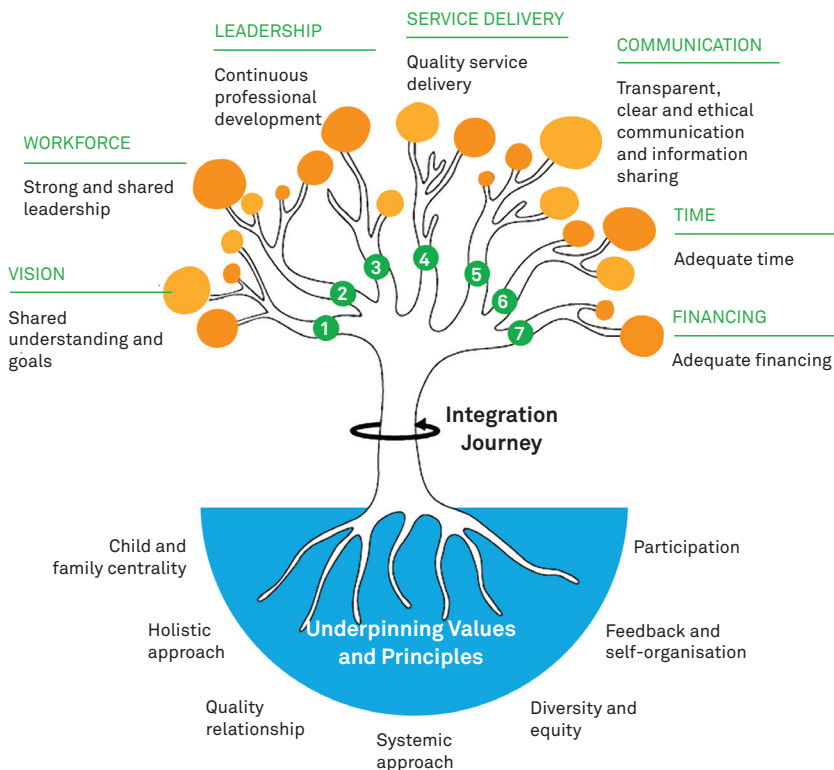 VISION
Shared
understanding and
goals
WORKFORCE
Strong and shared
leadership
LEADERSHIP
Continuous
professional
development
SERVICE DELIVERY
Quality service
delivery
COMMUNICATION
Transparent,
clear and ethical
communication
and information
sharing
TIME
Adequate time
FINANCING
Adequate financing
1
2
3
4
5
6
7
Integration
Journey
Underpinning Values
and Principles
Child and
family centrality
Holistic
approach
Quality
relationship
Systemic
approach
Diversity and
equity
Feedback and
self-organisation
Participation